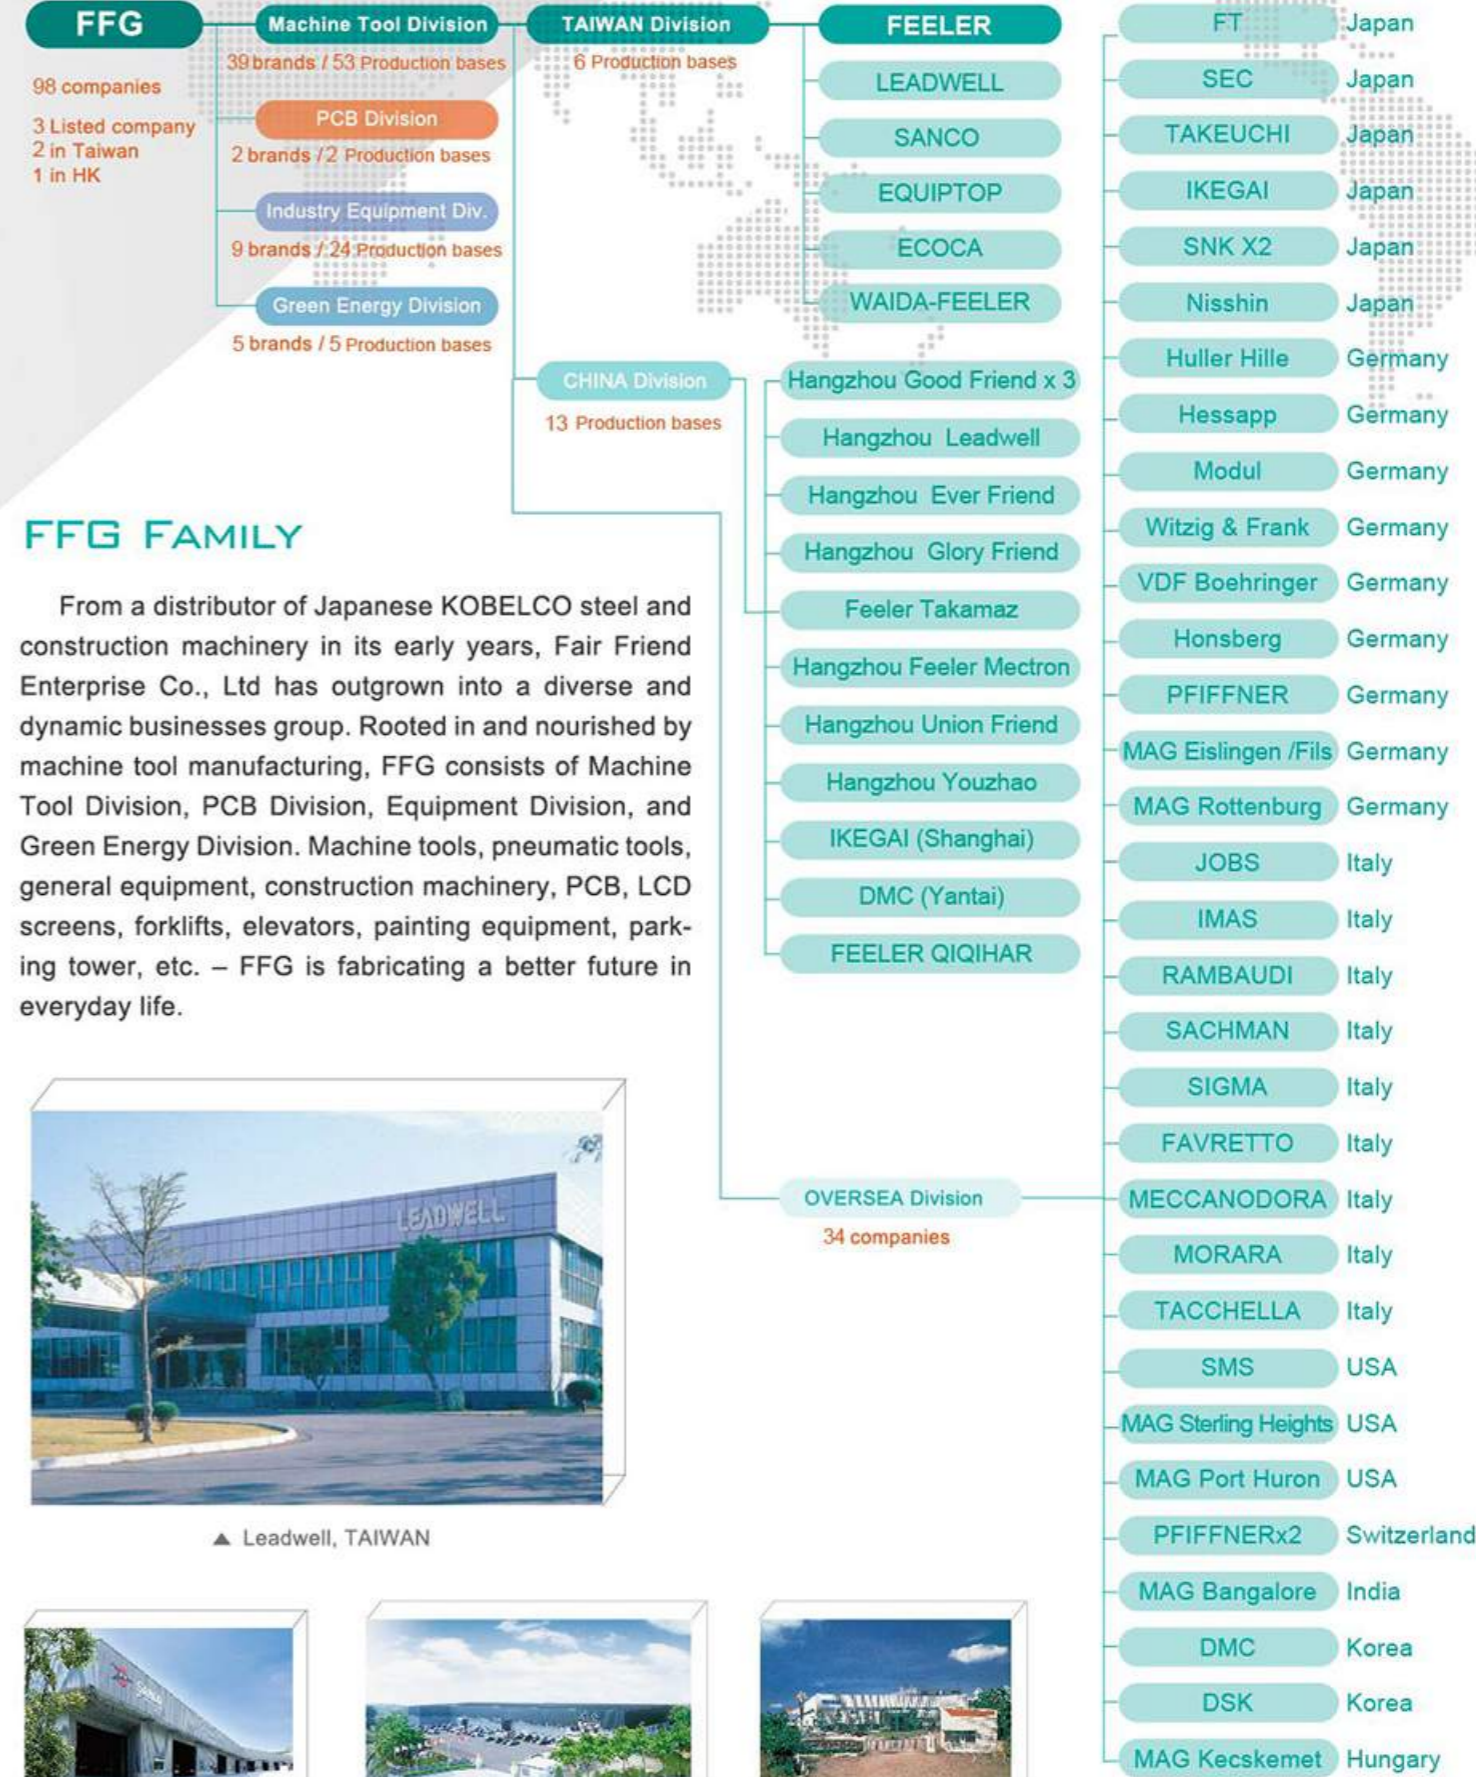 FFG
98 companies
3 Listed company
2 in Taiwan
1 in HK
Machine Tool Division
39 brands / 53 Production bases
PCB Division
2 brands / 2 Production bases
Industry Equipment Div.
9 brands / 24 Production bases
Green Energy Division
5 brands / 5 Production bases
TAIWAN Division
6 Production bases
FEELER
LEADWELL
SANCO
EQUIPTOP
ECOCA
WAIDA-FEELER
CHINA Division
13 Production bases
Hangzhou Good Friend x 3
Hangzhou Leadwell
Hangzhou Ever Friend
Hangzhou Glory Friend
Feeler Takamaz
Hangzhou Feeler Mectron
Hangzhou Union Friend
Hangzhou Youzhao
IKEGAI (Shanghai)
DMC (Yantai)
FEELER QIQIHAR
OVERSEA Division
34 companies
FT Japan
SEC Japan
TAKEUCHI Japan
IKEGAI Japan
SNK X2 Japan
Nisshin Japan
Huller Hille Germany
Hessapp Germany
Modul Germany
Witzig & Frank Germany
VDF Boehringer Germany
Honsberg Germany
PFIFFNER Germany
MAG Eislingen /Fils Germany
MAG Rottenburg Germany
JOBS Italy
IMAS Italy
RAMBAUDI Italy
SACHMAN Italy
SIGMA Italy
FAVRETTO Italy
MECCANODORA Italy
MORARA Italy
TACCHELLA Italy
SMS USA
MAG Sterling Heights USA
MAG Port Huron USA
PFIFFNERx2 Switzerland
MAG Bangalore India
DMC Korea
DSK Korea
MAG Kecskemet Hungary
FFG FAMILY
From a distributor of Japanese KOBELCO steel and
construction machinery in its early years, Fair Friend
Enterprise Co., Ltd has outgrown into a diverse and
dynamic businesses group. Rooted in and nourished by
machine tool manufacturing, FFG consists of Machine
Tool Division, PCB Division, Equipment Division, and
Green Energy Division. Machine tools, pneumatic tools,
general equipment, construction machinery, PCB, LCD
screens, forklifts, elevators, painting equipment, park-
ing tower, etc. – FFG is fabricating a better future in
everyday life.
LEADWELL
▲ Leadwell, TAIWAN